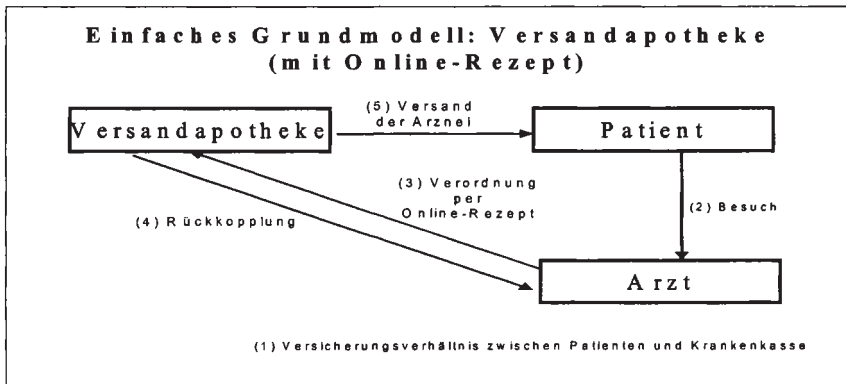 Einfaches Grundmodell: Versandapotheke
(mit Online-Rezept)
(5) Versand
der Arznei
Versandapotheke
Patient
(3) Verordnung
per
Online-Rezept
(2) Besuch
(4) Rückkopplung
Arzt
(1) Versicherungsverhältnis zwischen Patienten und Krankenkasse